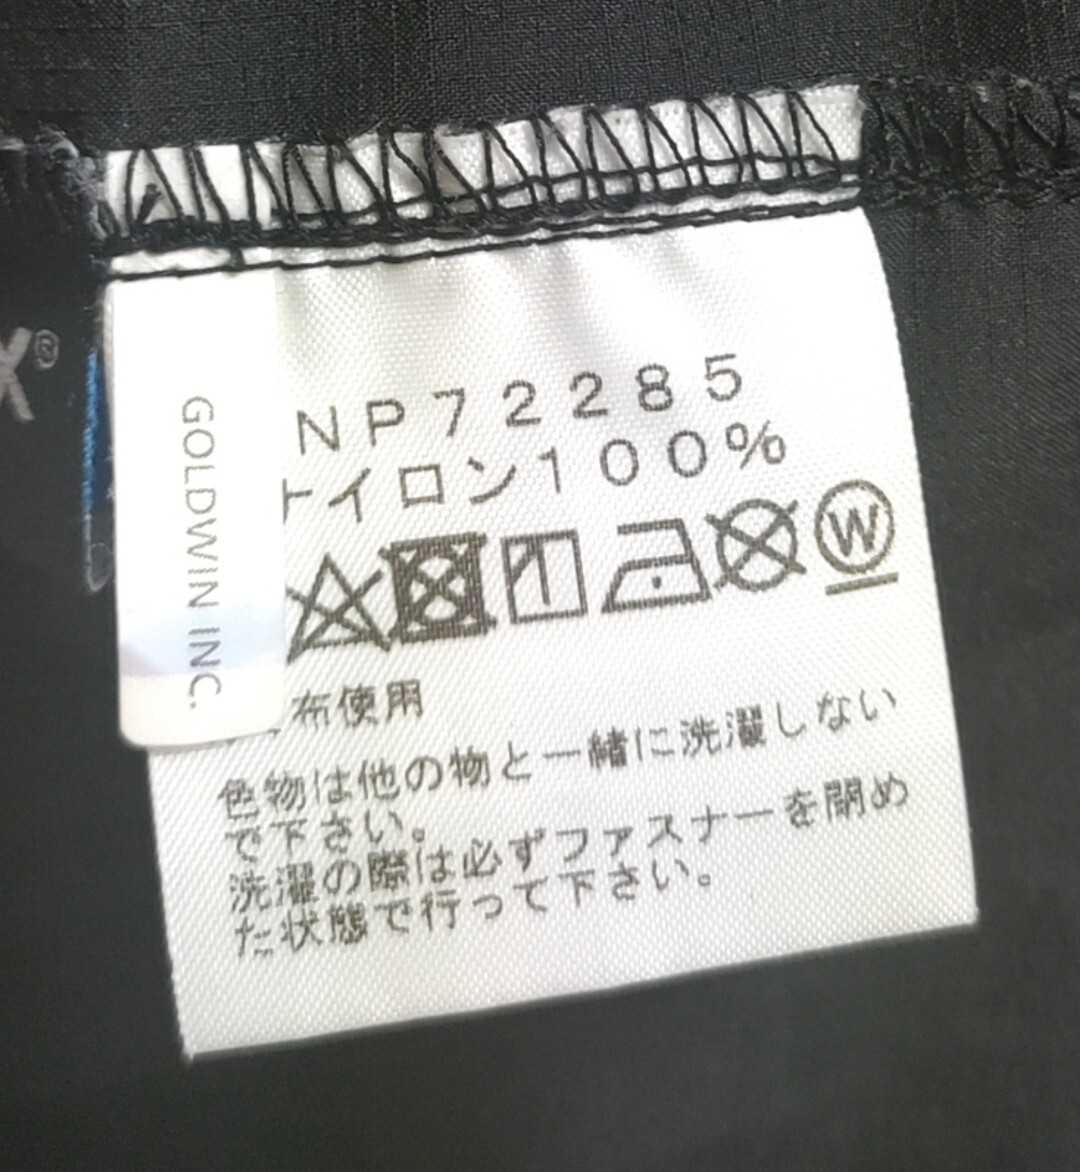 X®
GOLDWIN INC.
NP72285
ナイロン100%
W
布使用
色物は他の物と一緒に洗濯しない
で下さい。
洗濯の際は必ずファスナーを閉め
た状態で行って下さい。